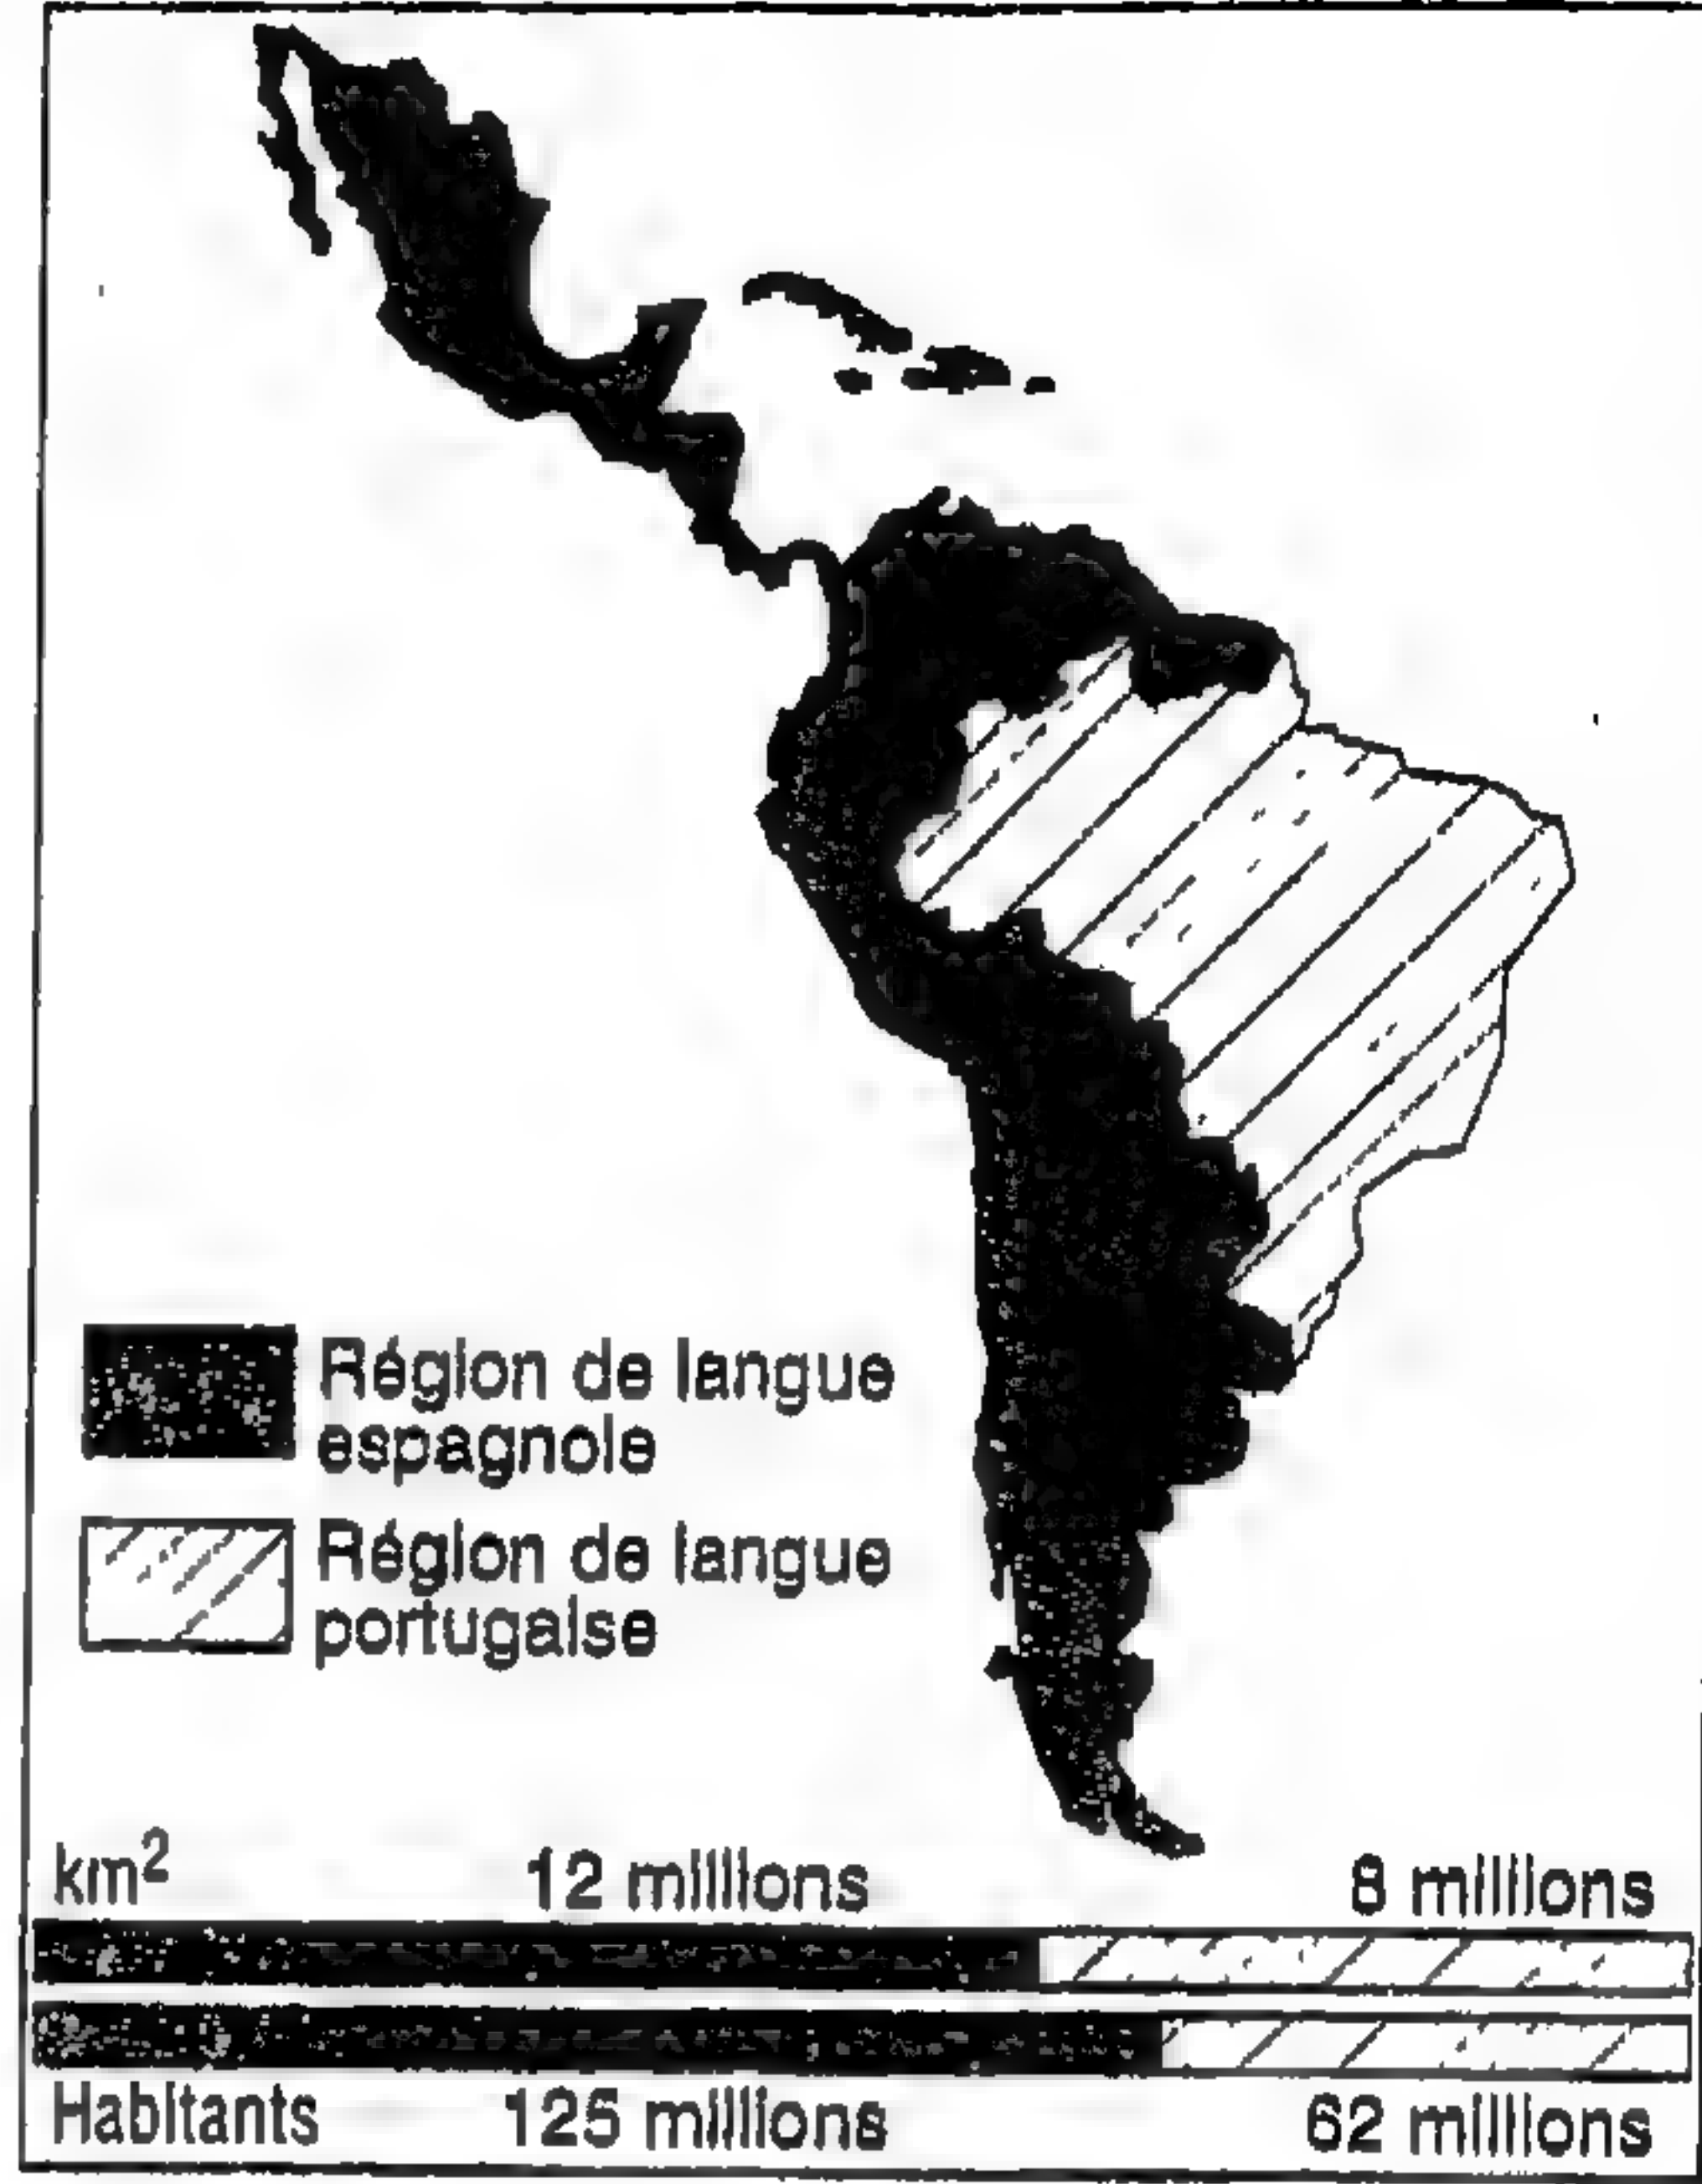 Région de langue
espagnole
Région de langue
portugaise
km²
12 millions
8 millions
Habitants
125 millions
62 millions